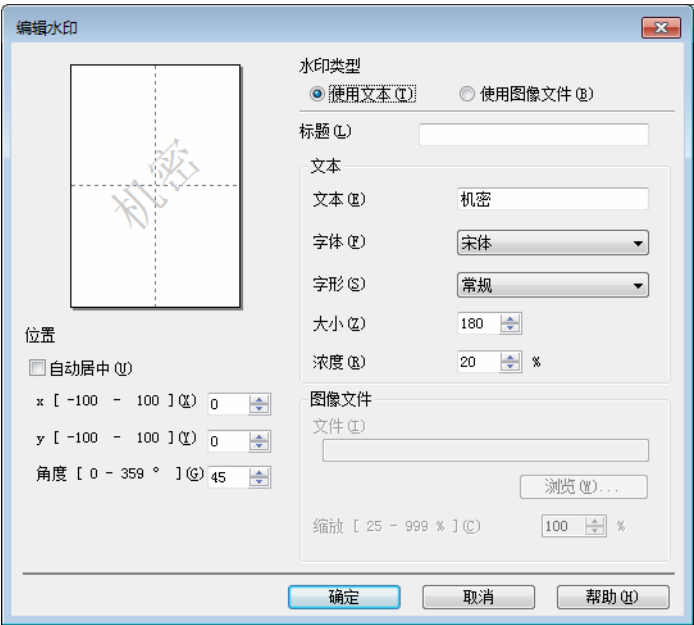 编辑水印
机密
水印类型
使用文本(T)
使用图像文件(B)
标题(L)
文本
文本(E)
机密
字体(F)
宋体
字形(S)
常规
大小(Z)
180
浓度(R)
20 %
位置
自动居中(U)
x [ -100 - 100 ](X) 0
y [ -100 - 100 ](Y) 0
角度 [ 0 - 359 ° ](G) 45
图像文件
文件(I)
浏览(W)...
缩放 [ 25 - 999 % ](C) 100 %
确定
取消
帮助(H)